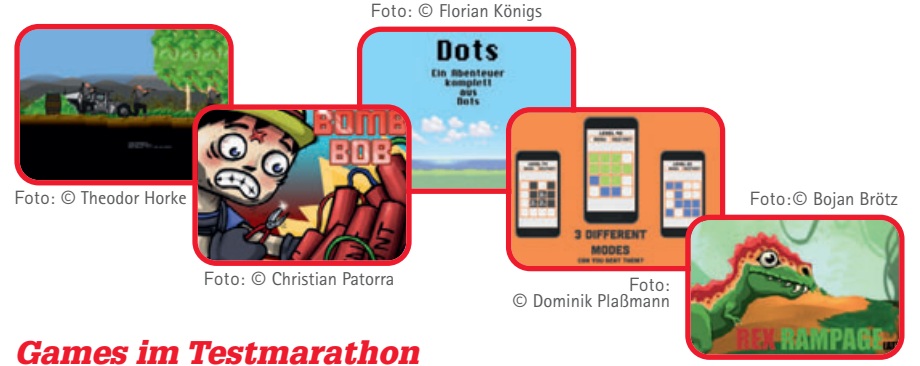 Foto: © Florian Königs
Dots
Ein Abenteuer
komplett
aus
Dots
BOMB
BOB
Foto: © Theodor Horke
Foto: © Christian Patorra
3 DIFFERENT
MODES
CAN YOU BEAT THEM?
Foto:
© Dominik Plaßmann
Foto:© Bojan Brötz
REX RAMPAGE
Games im Testmarathon